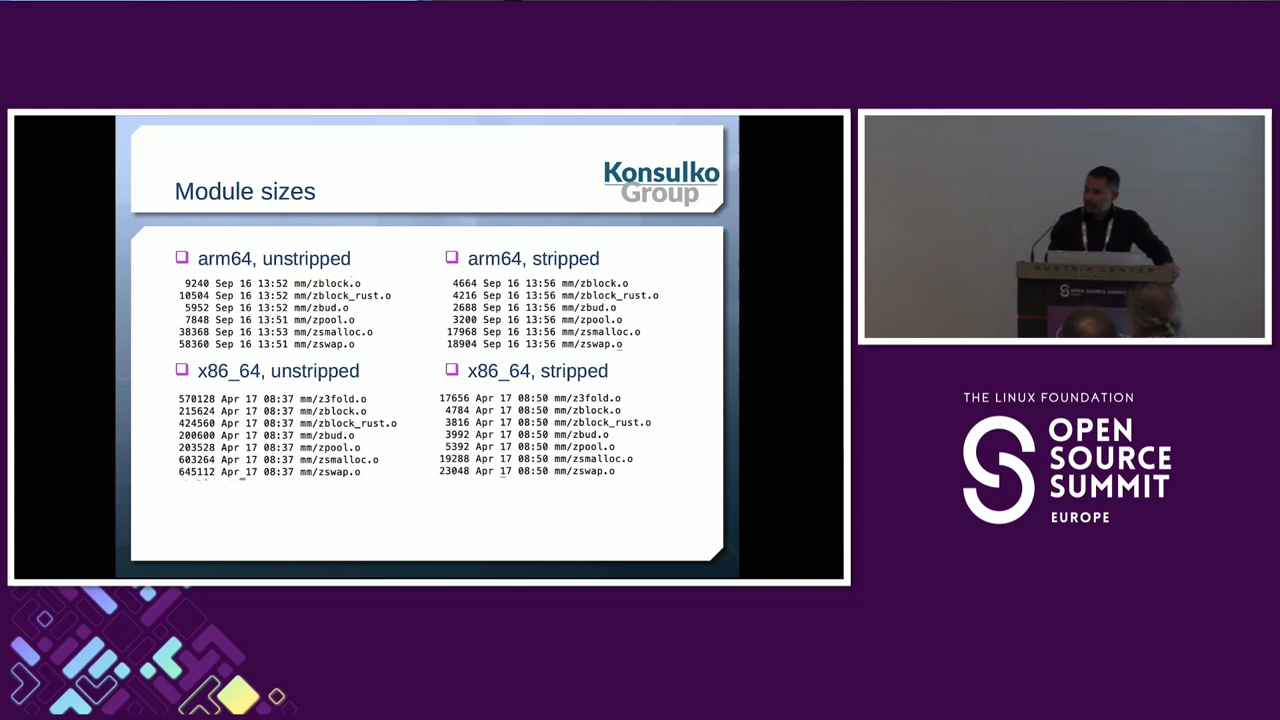 Module sizes
Konsulko
Group
arm64, unstripped
9240 Sep 16 13:52 mm/zblock.o
10504 Sep 16 13:52 mm/zblock_rust.o
5952 Sep 16 13:52 mm/zbud.o
7848 Sep 16 13:51 mm/zpool.o
38368 Sep 16 13:53 mm/zsmalloc.o
58360 Sep 16 13:51 mm/zswap.o
arm64, stripped
4664 Sep 16 13:56 mm/zblock.o
4216 Sep 16 13:56 mm/zblock_rust.o
2688 Sep 16 13:56 mm/zbud.o
3200 Sep 16 13:56 mm/zpool.o
17968 Sep 16 13:56 mm/zsmalloc.o
18904 Sep 16 13:56 mm/zswap.o
x86_64, unstripped
570128 Apr 17 08:37 mm/z3fold.o
215624 Apr 17 08:37 mm/zblock.o
424560 Apr 17 08:37 mm/zblock_rust.o
200600 Apr 17 08:37 mm/zbud.o
203528 Apr 17 08:37 mm/zpool.o
603264 Apr 17 08:37 mm/zsmalloc.o
645112 Apr 17 08:37 mm/zswap.o
x86_64, stripped
17656 Apr 17 08:50 mm/z3fold.o
4784 Apr 17 08:50 mm/zblock.o
3816 Apr 17 08:50 mm/zblock_rust.o
3992 Apr 17 08:50 mm/zbud.o
5392 Apr 17 08:50 mm/zpool.o
19288 Apr 17 08:50 mm/zsmalloc.o
23048 Apr 17 08:50 mm/zswap.o
AUSTRIA CENTER
OPEN SOURCE SUMMIT
THE LINUX FOUNDATION
OPEN
SOURCE
SUMMIT
EUROPE